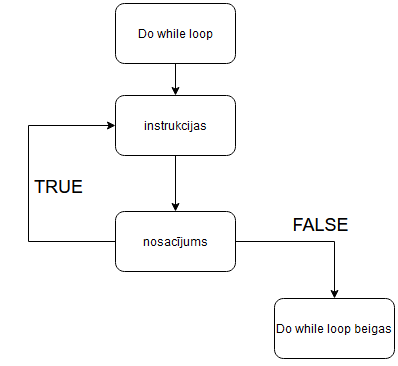 Do while loop
instrukcijas
TRUE
nosacījums
FALSE
Do while loop beigas